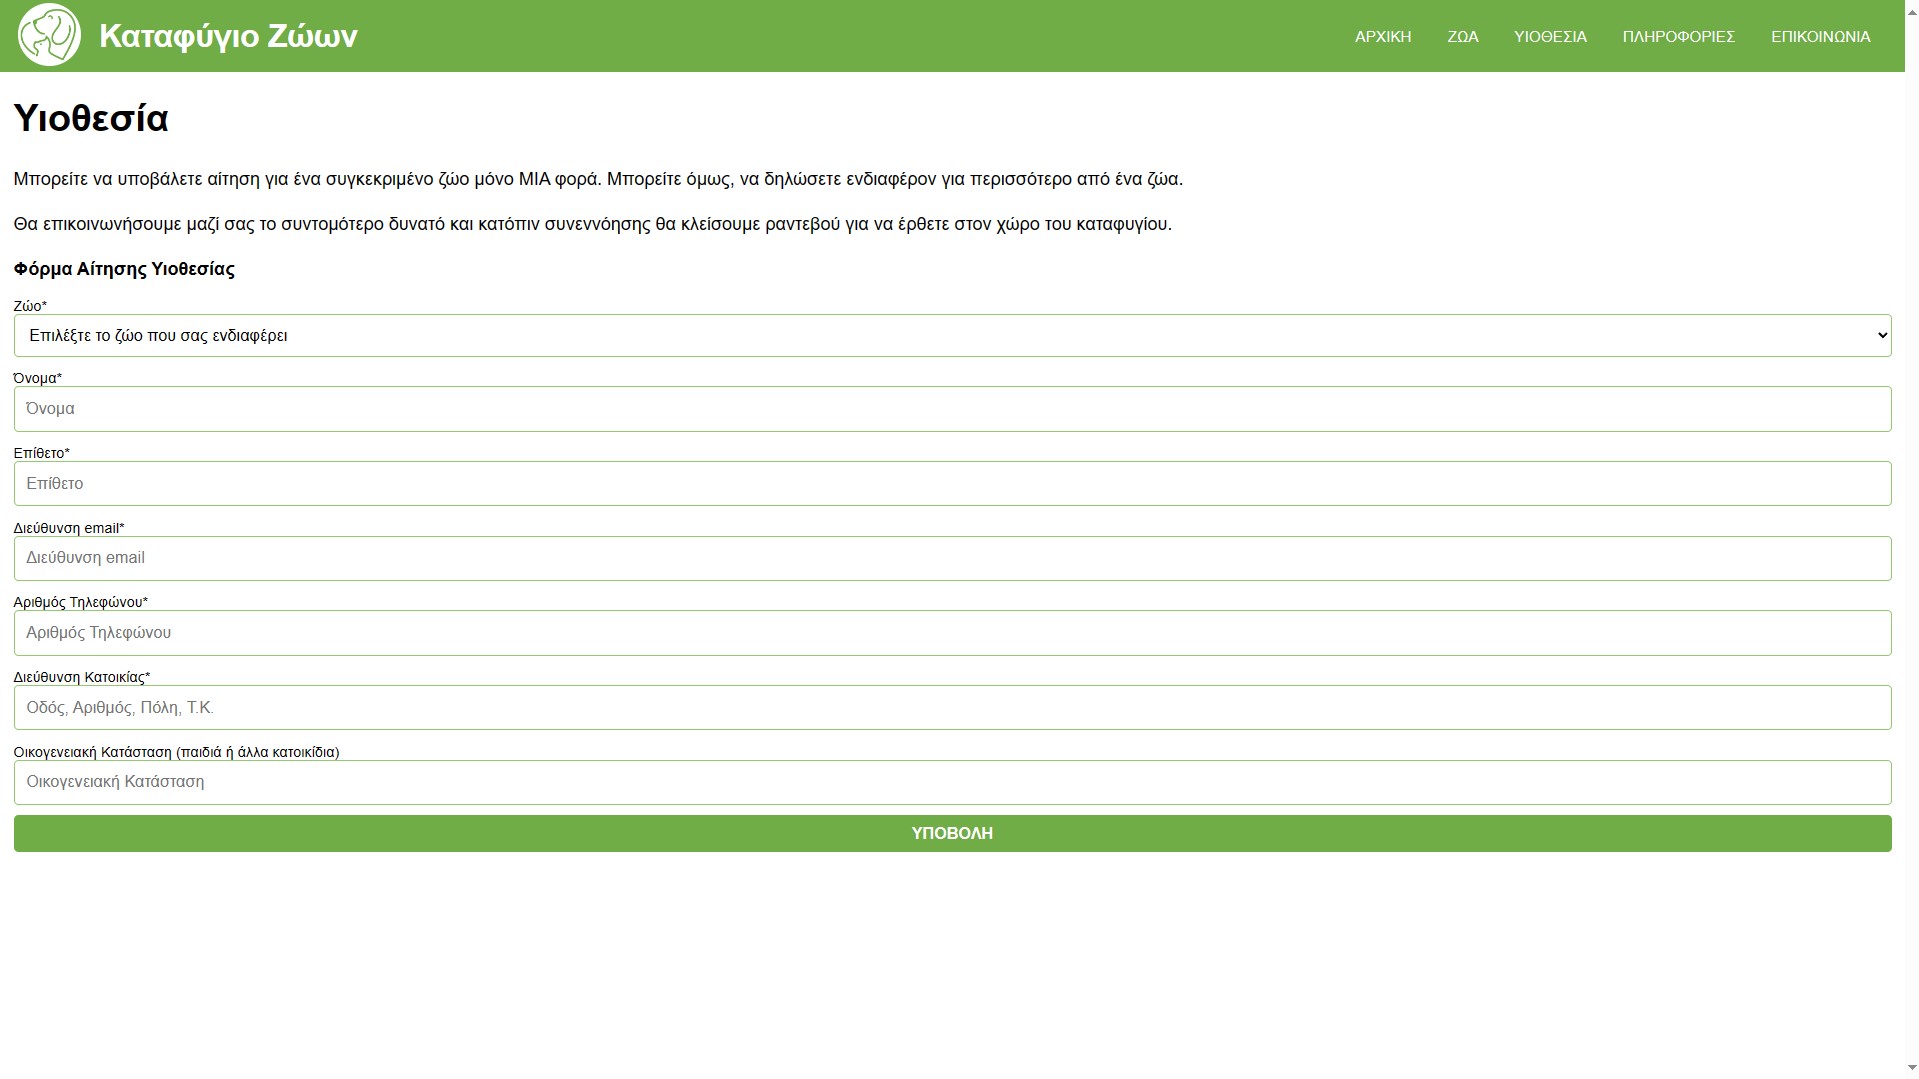 Καταφύγιο Ζώων
ΑΡΧΙΚΗ ΖΩΑ ΥΙΟΘΕΣΙΑ ΠΛΗΡΟΦΟΡΙΕΣ ΕΠΙΚΟΙΝΩΝΙΑ
Υιοθεσία
Μπορείτε να υποβάλετε αίτηση για ένα συγκεκριμένο ζώο μόνο ΜΙΑ φορά. Μπορείτε όμως, να δηλώσετε ενδιαφέρον για περισσότερο από ένα ζώα.
Θα επικοινωνήσουμε μαζί σας το συντομότερο δυνατό και κατόπιν συνεννόησης θα κλείσουμε ραντεβού για να έρθετε στον χώρο του καταφυγίου.
Φόρμα Αίτησης Υιοθεσίας
Ζώο*
Επιλέξτε το ζώο που σας ενδιαφέρει
Όνομα*
Όνομα
Επίθετο*
Επίθετο
Διεύθυνση email*
Διεύθυνση email
Αριθμός Τηλεφώνου*
Αριθμός Τηλεφώνου
Διεύθυνση Κατοικίας*
Οδός, Αριθμός, Πόλη, Τ.Κ.
Οικογενειακή Κατάσταση (παιδιά ή άλλα κατοικίδια)
Οικογενειακή Κατάσταση
ΥΠΟΒΟΛΗ